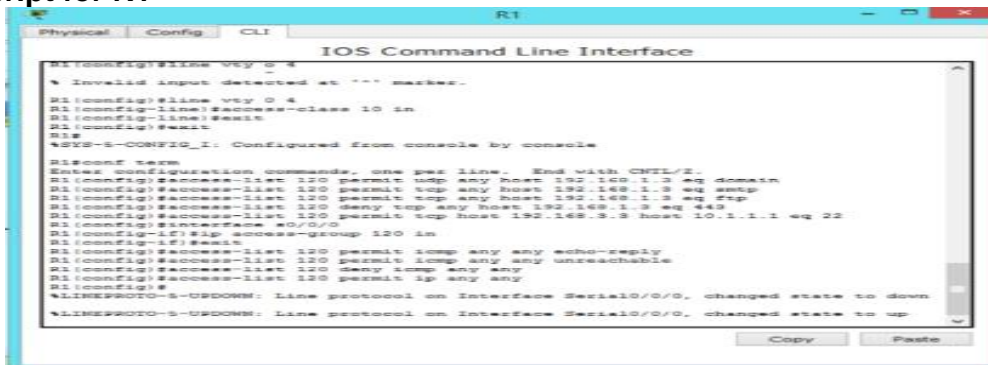 R1
Physical Config CLI
IOS Command Line Interface
R1(config)#line vty o 4
% Invalid input detected at '^' marker.
R1(config)#line vty 0 4
R1(config-line)#access-class 10 in
R1(config-line)#exit
R1(config)#exit
R1#
%SYS-5-CONFIG_I: Configured from console by console
R1#conf term
Enter configuration commands, one per line. End with CNTL/Z.
R1(config)#access-list 120 permit udp any host 192.168.1.3 eq domain
R1(config)#access-list 120 permit tcp any host 192.168.1.3 eq smtp
R1(config)#access-list 120 permit tcp any host 192.168.1.3 eq ftp
R1(config)#access-list 120 deny tcp any host 192.168.1.3 eq 443
R1(config)#access-list 120 permit tcp host 192.168.3.3 host 10.1.1.1 eq 22
R1(config)#interface s0/0/0
R1(config-if)#ip access-group 120 in
R1(config-if)#exit
R1(config)#access-list 120 permit icmp any any echo-reply
R1(config)#access-list 120 permit icmp any any unreachable
R1(config)#access-list 120 deny icmp any any
R1(config)#access-list 120 permit ip any any
R1(config)#
%LINEPROTO-5-UPDOWN: Line protocol on Interface Serial0/0/0, changed state to down
%LINEPROTO-5-UPDOWN: Line protocol on Interface Serial0/0/0, changed state to up
Copy Paste